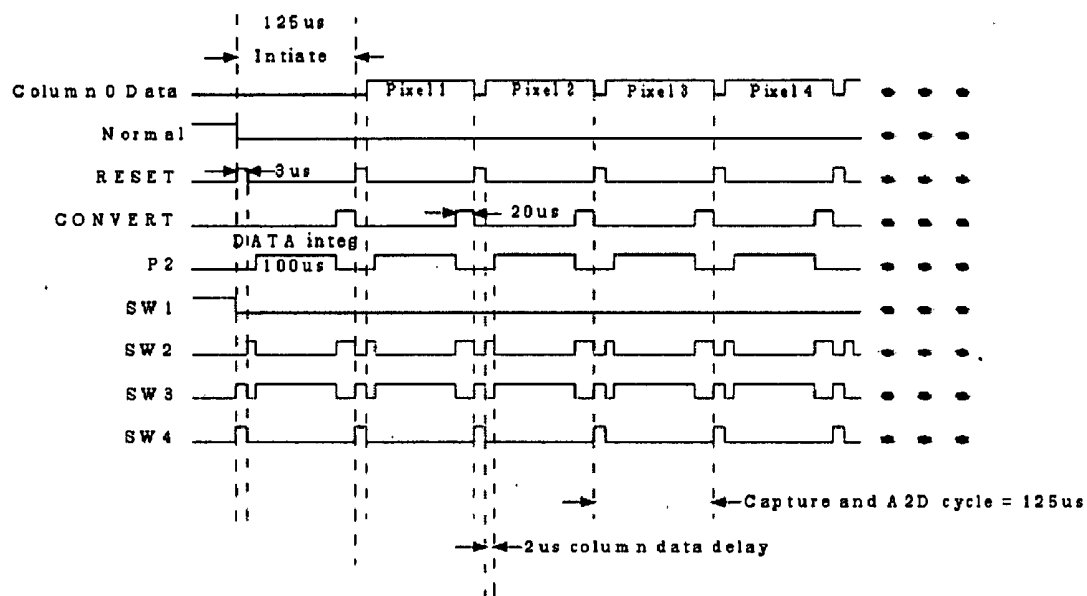 125us
Intiate
Column 0 Data
Pixel 1 Pixel 2 Pixel 3 Pixel 4
Normal
RESET
3us
CONVERT
20us
DATA integ
P2
100us
SW1
SW2
SW3
SW4
Capture and A2D cycle = 125us
2us column data delay